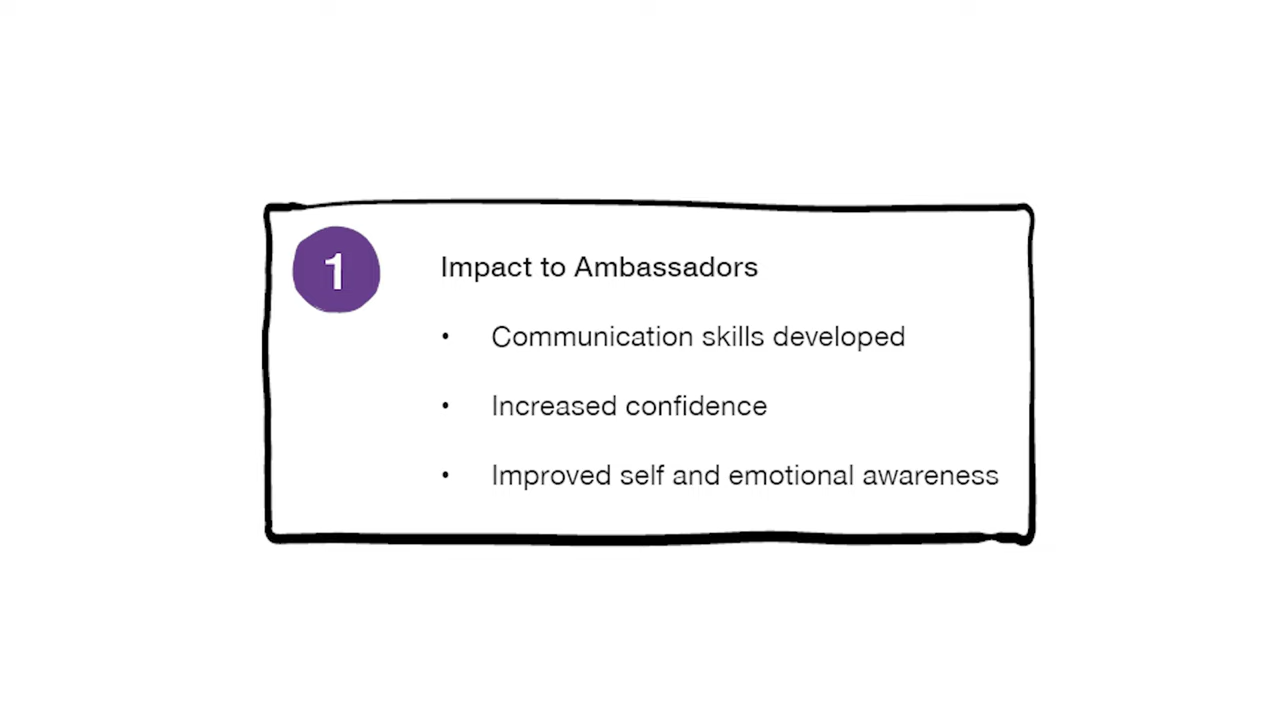 1
Impact to Ambassadors
• Communication skills developed
• Increased confidence
• Improved self and emotional awareness